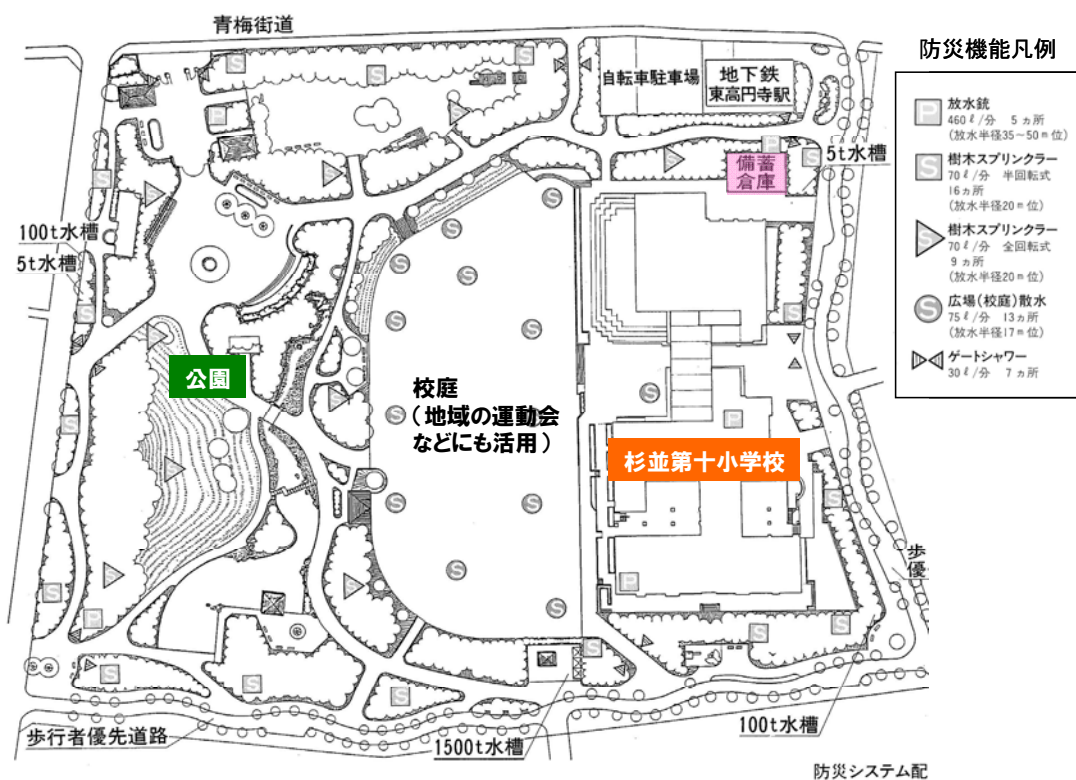 青梅街道
防災機能凡例
自転車駐車場
地下鉄
東高円寺駅
P 放水銃
460ℓ/分 5ヵ所
(放水半径35~50m位)
S 樹木スプリンクラー
70ℓ/分 半回転式
16ヵ所
(放水半径20m位)
S 樹木スプリンクラー
70ℓ/分 全回転式
9ヵ所
(放水半径20m位)
S 広場(校庭)散水
75ℓ/分 13ヵ所
(放水半径17m位)
ゲートシャワー
30ℓ/分 7ヵ所
備蓄
倉庫
5t水槽
100t水槽
5t水槽
公園
校庭
(地域の運動会
などにも活用)
杉並第十小学校
歩
優
歩行者優先道路
1500t水槽
100t水槽
防災システム配